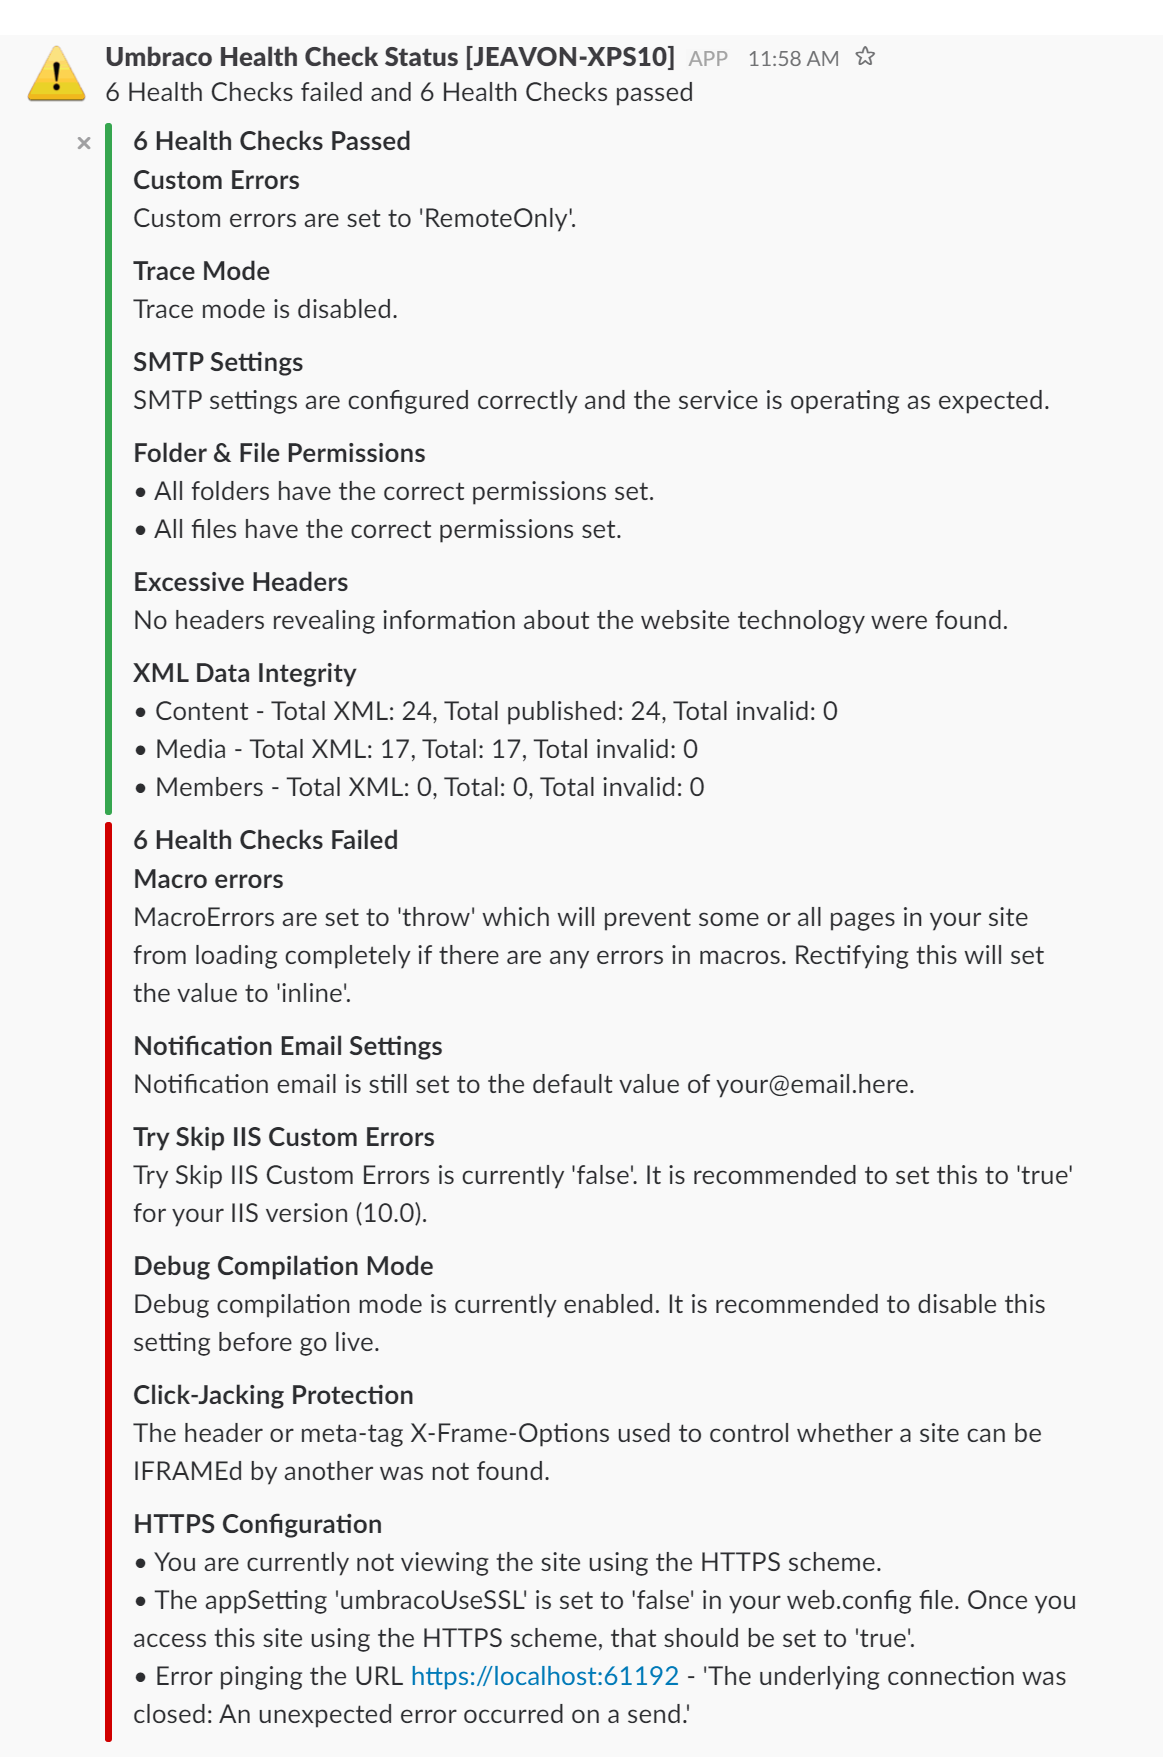 Umbraco Health Check Status [JEAVON-XPS10] APP 11:58 AM
6 Health Checks failed and 6 Health Checks passed
6 Health Checks Passed
Custom Errors
Custom errors are set to 'RemoteOnly'.
Trace Mode
Trace mode is disabled.
SMTP Settings
SMTP settings are configured correctly and the service is operating as expected.
Folder & File Permissions
• All folders have the correct permissions set.
• All files have the correct permissions set.
Excessive Headers
No headers revealing information about the website technology were found.
XML Data Integrity
• Content - Total XML: 24, Total published: 24, Total invalid: 0
• Media - Total XML: 17, Total: 17, Total invalid: 0
• Members - Total XML: 0, Total: 0, Total invalid: 0
6 Health Checks Failed
Macro errors
MacroErrors are set to 'throw' which will prevent some or all pages in your site
from loading completely if there are any errors in macros. Rectifying this will set
the value to 'inline'.
Notification Email Settings
Notification email is still set to the default value of your@email.here.
Try Skip IIS Custom Errors
Try Skip IIS Custom Errors is currently 'false'. It is recommended to set this to 'true'
for your IIS version (10.0).
Debug Compilation Mode
Debug compilation mode is currently enabled. It is recommended to disable this
setting before go live.
Click-Jacking Protection
The header or meta-tag X-Frame-Options used to control whether a site can be
IFRAMEd by another was not found.
HTTPS Configuration
• You are currently not viewing the site using the HTTPS scheme.
• The appSetting 'umbracoUseSSL' is set to 'false' in your web.config file. Once you
access this site using the HTTPS scheme, that should be set to 'true'.
• Error pinging the URL https://localhost:61192 - 'The underlying connection was
closed: An unexpected error occurred on a send.'